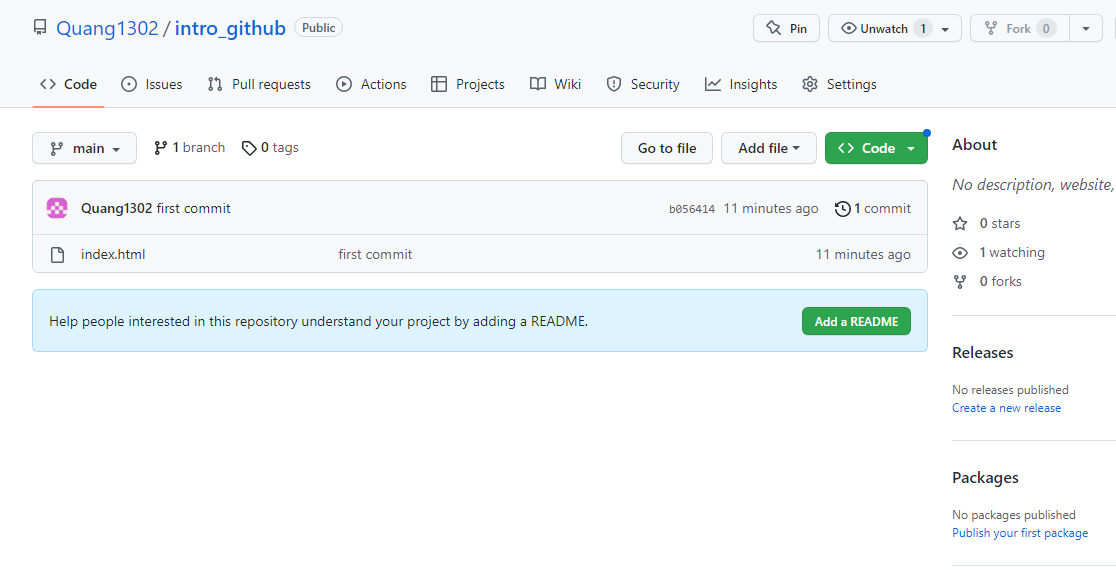 Quang1302 / intro_github Public Pin Unwatch 1 Fork 0
Code Issues Pull requests Actions Projects Wiki Security Insights Settings
main 1 branch 0 tags Go to file Add file Code
Quang1302 first commit b056414 11 minutes ago 1 commit
index.html first commit 11 minutes ago
Help people interested in this repository understand your project by adding a README. Add a README
About
No description, website,
0 stars
1 watching
0 forks
Releases
No releases published
Create a new release
Packages
No packages published
Publish your first package